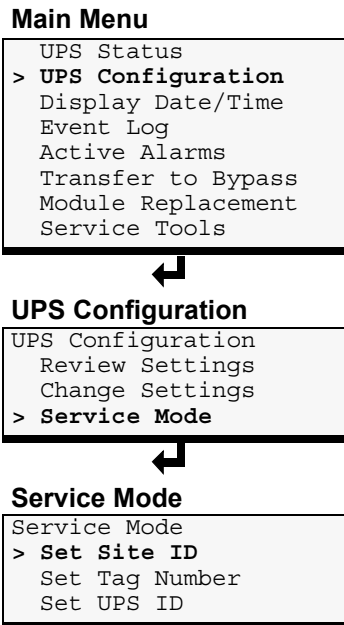 Main Menu
UPS Status
> UPS Configuration
Display Date/Time
Event Log
Active Alarms
Transfer to Bypass
Module Replacement
Service Tools
UPS Configuration
UPS Configuration
Review Settings
Change Settings
> Service Mode
Service Mode
Service Mode
> Set Site ID
Set Tag Number
Set UPS ID